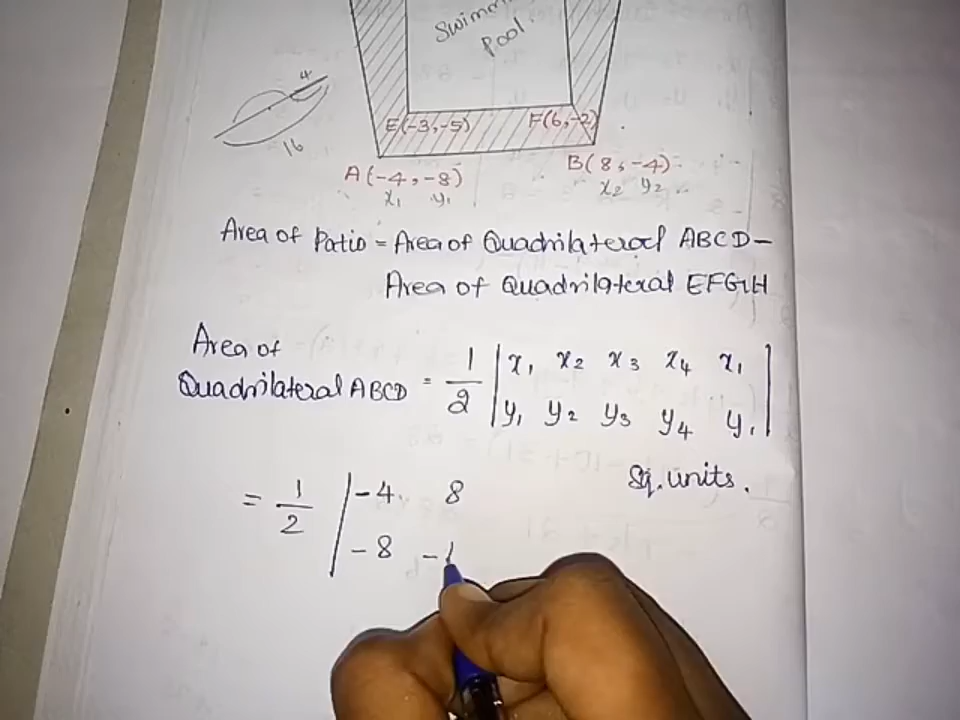 Swimm
Pool
4
16
E(-3,-5) F(6,-2)
A(-4,-8) B(8,-4)
x₁ y₁ x₂ y₂
Area of Patio = Area of Quadrilateral ABCD -
Area of Quadrilateral EFGH
Area of
Quadrilateral ABCD = 1/2 | x₁ x₂ x₃ x₄ x₁
y₁ y₂ y₃ y₄ y₁ |
Sq. units.
= 1/2 | -4 8
-8 -